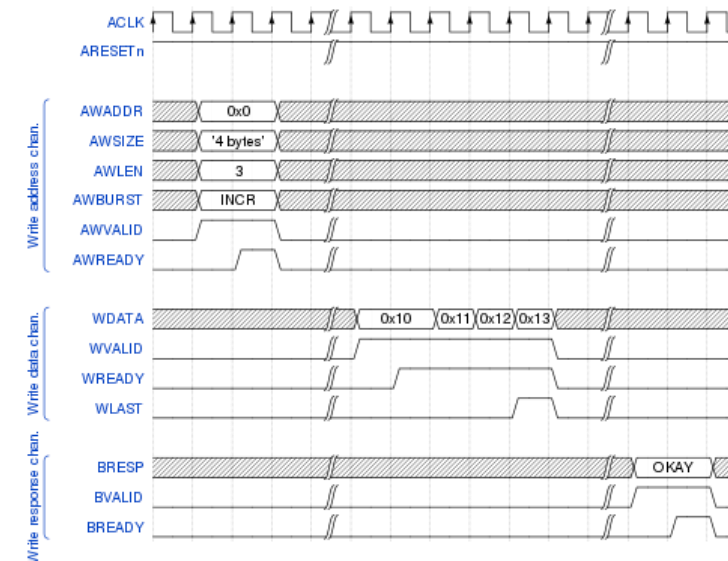 ACLK
ARESETn
Write address chan.
AWADDR 0x0
AWSIZE '4 bytes'
AWLEN 3
AWBURST INCR
AWVALID
AWREADY
Write data chan.
WDATA 0x10 0x11 0x12 0x13
WVALID
WREADY
WLAST
Write response chan.
BRESP OKAY
BVALID
BREADY